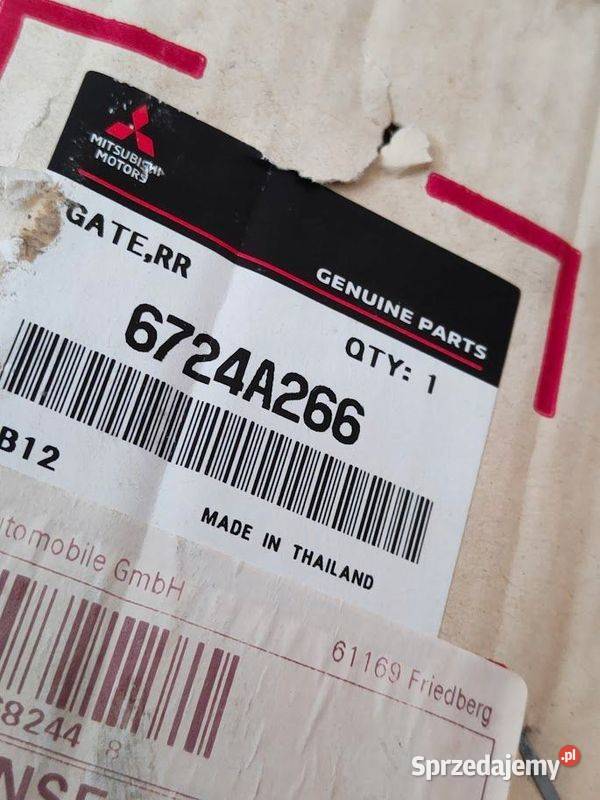 MITSUBISHI
MOTORS
GENUINE PARTS
GATE,RR
QTY: 1
6724A266
B12
MADE IN THAILAND
GmbH
61169 Friedberg
8244 8
Sprzedajemy.pl